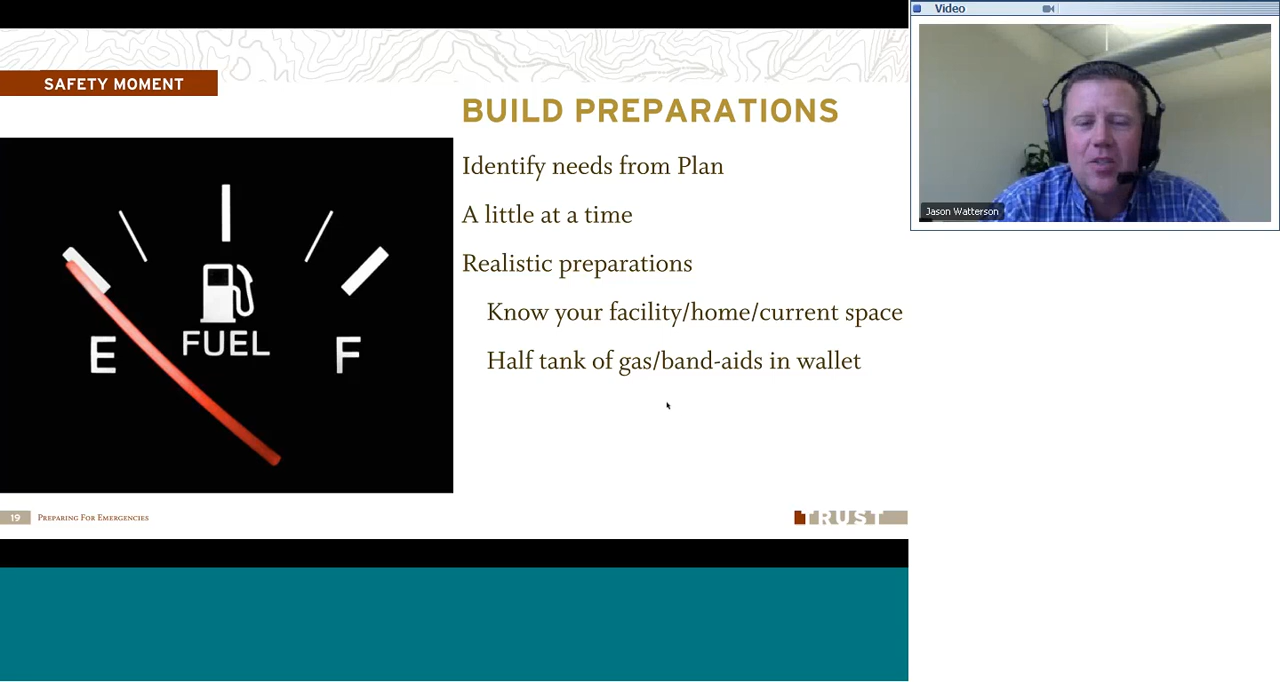 Video
SAFETY MOMENT
BUILD PREPARATIONS
Identify needs from Plan
A little at a time
Realistic preparations
Know your facility/home/current space
Half tank of gas/band-aids in wallet
E
FUEL
F
Jason Watterson
19
PREPARING FOR EMERGENCIES
TRUST